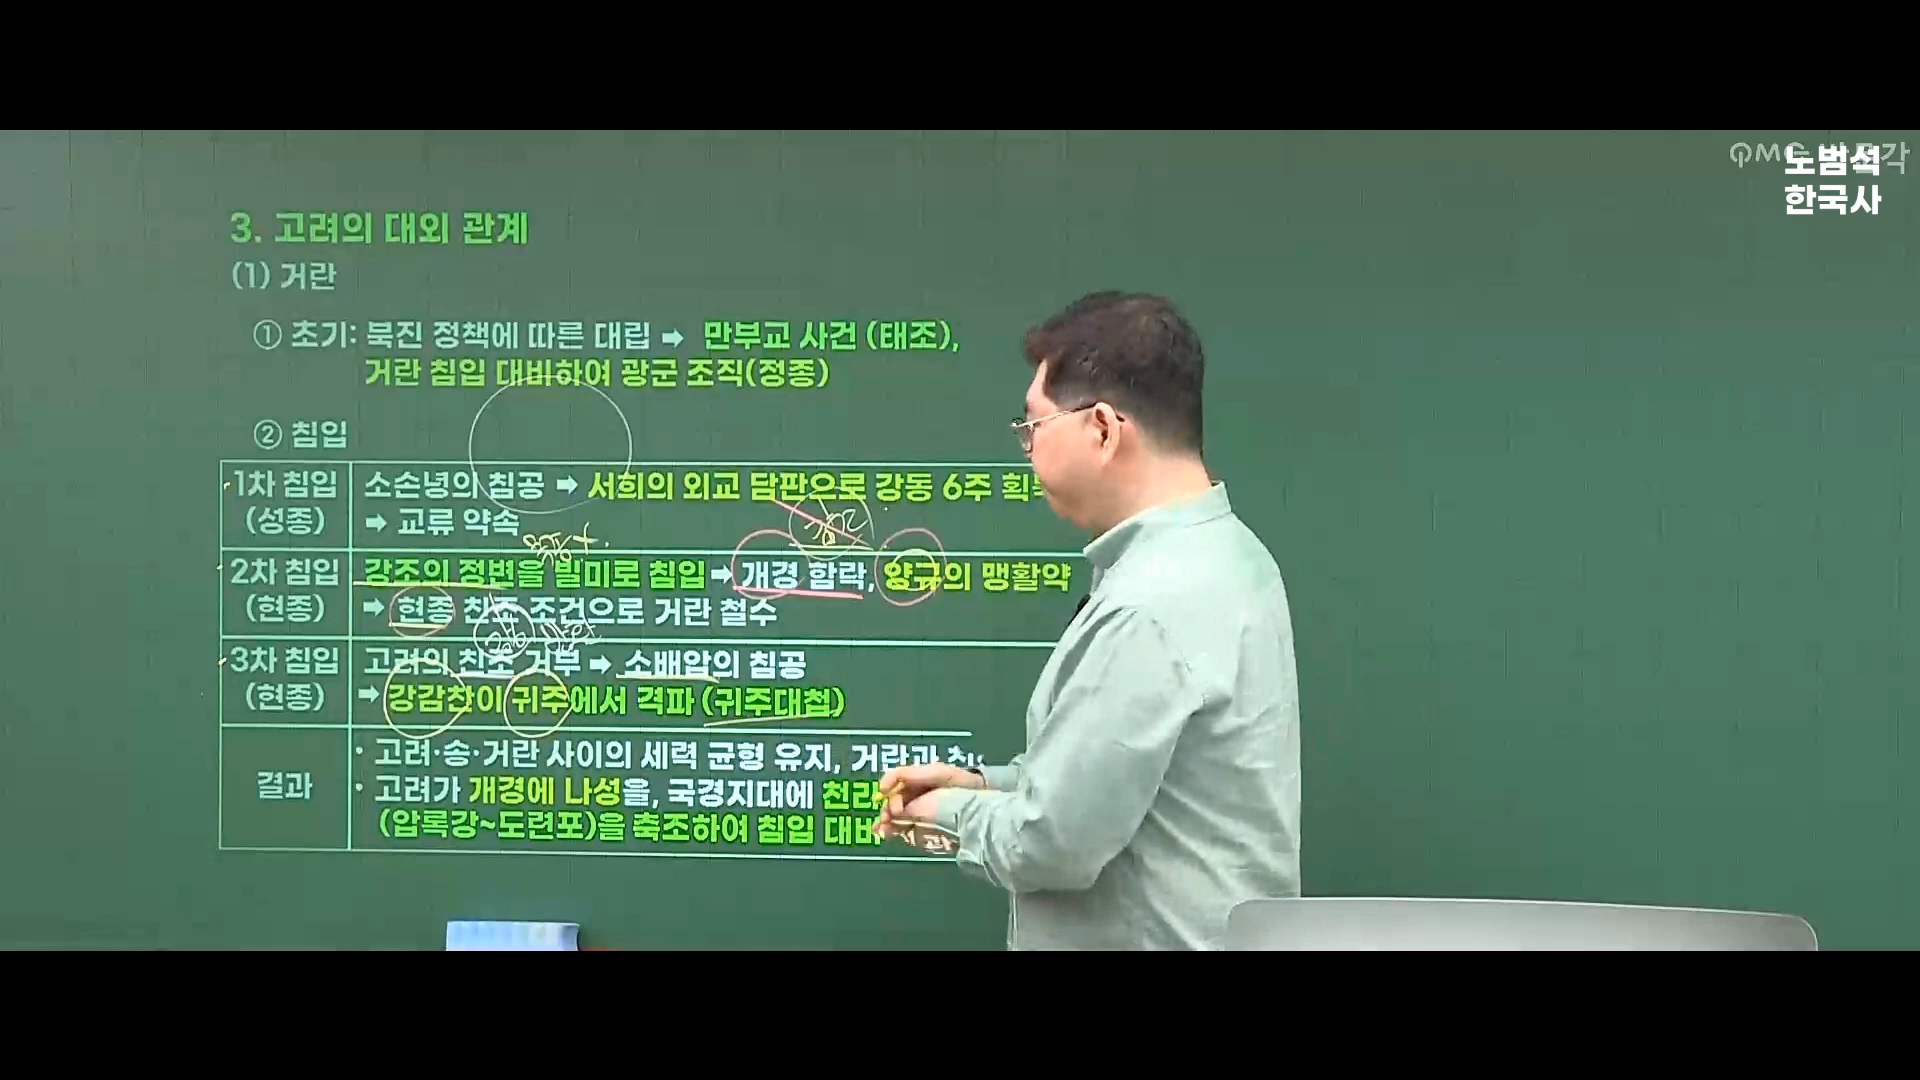 노범석
한국사
3. 고려의 대외 관계
(1) 거란
① 초기: 북진 정책에 따른 대립 ➡ 만부교 사건 (태조),
거란 침입 대비하여 광군 조직(정종)
② 침입
1차 침입
(성종)
소손녕의 침공 ➡ 서희의 외교 담판으로 강동 6주
➡ 교류 약속
2차 침입
(현종)
강조의 정변을 빌미로 침입 ➡ 개경 함락, 양규의 맹활약
➡ 현종 친조 조건으로 거란 철수
3차 침입
(현종)
고려의 친조 거부 ➡ 소배압의 침공
➡ 강감찬이 귀주에서 격파 (귀주대첩)
결과
· 고려·송·거란 사이의 세력 균형 유지, 거란과
· 고려가 개경에 나성을, 국경지대에 천리
(압록강~도련포)을 축조하여 침입 대비